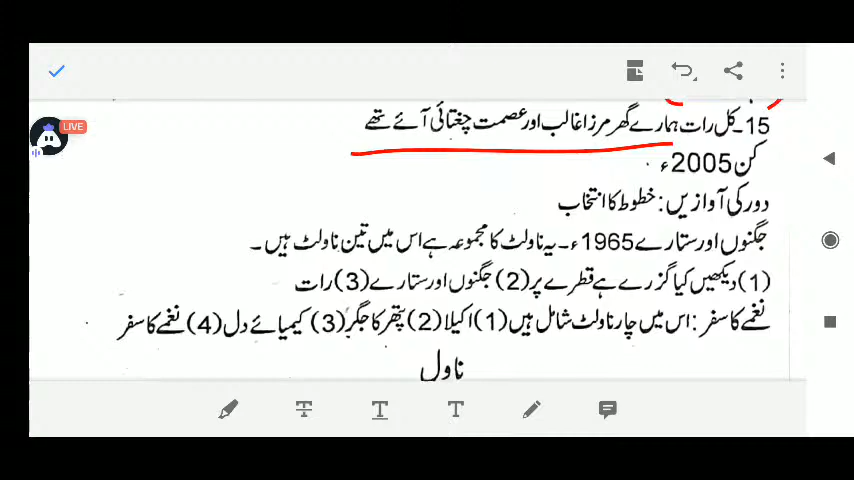 LIVE
15۔کل رات ہمارے گھر مرزا غالب اور عصمت چغتائی آئے تھے
کن 2005ء
دور کی آوازیں: خطوط کا انتخاب
جگنوں اور ستارے 1965ء۔ یہ ناولٹ کا مجموعہ ہے اس میں تین ناولٹ ہیں۔
(1) دیکھیں کیا گزرے ہے قطرے پر (2) جگنوں اور ستارے (3) رات
نغمے کا سفر: اس میں چار ناولٹ شامل ہیں (1) اکیلا (2) پتھر کا جگر (3) کیمیائے دل (4) نغمے کا سفر
ناول